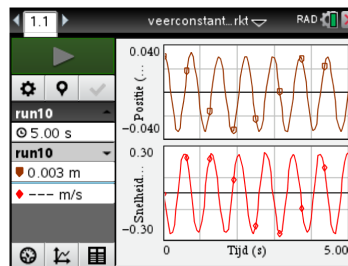 1.1 veerconstant...rkt RAD
run10
5.00 s
run10
0.003 m
--- m/s
0.040
Positie (...
-0.040
0.30
Snelheid...
-0.30
0 Tijd (s) 5.00